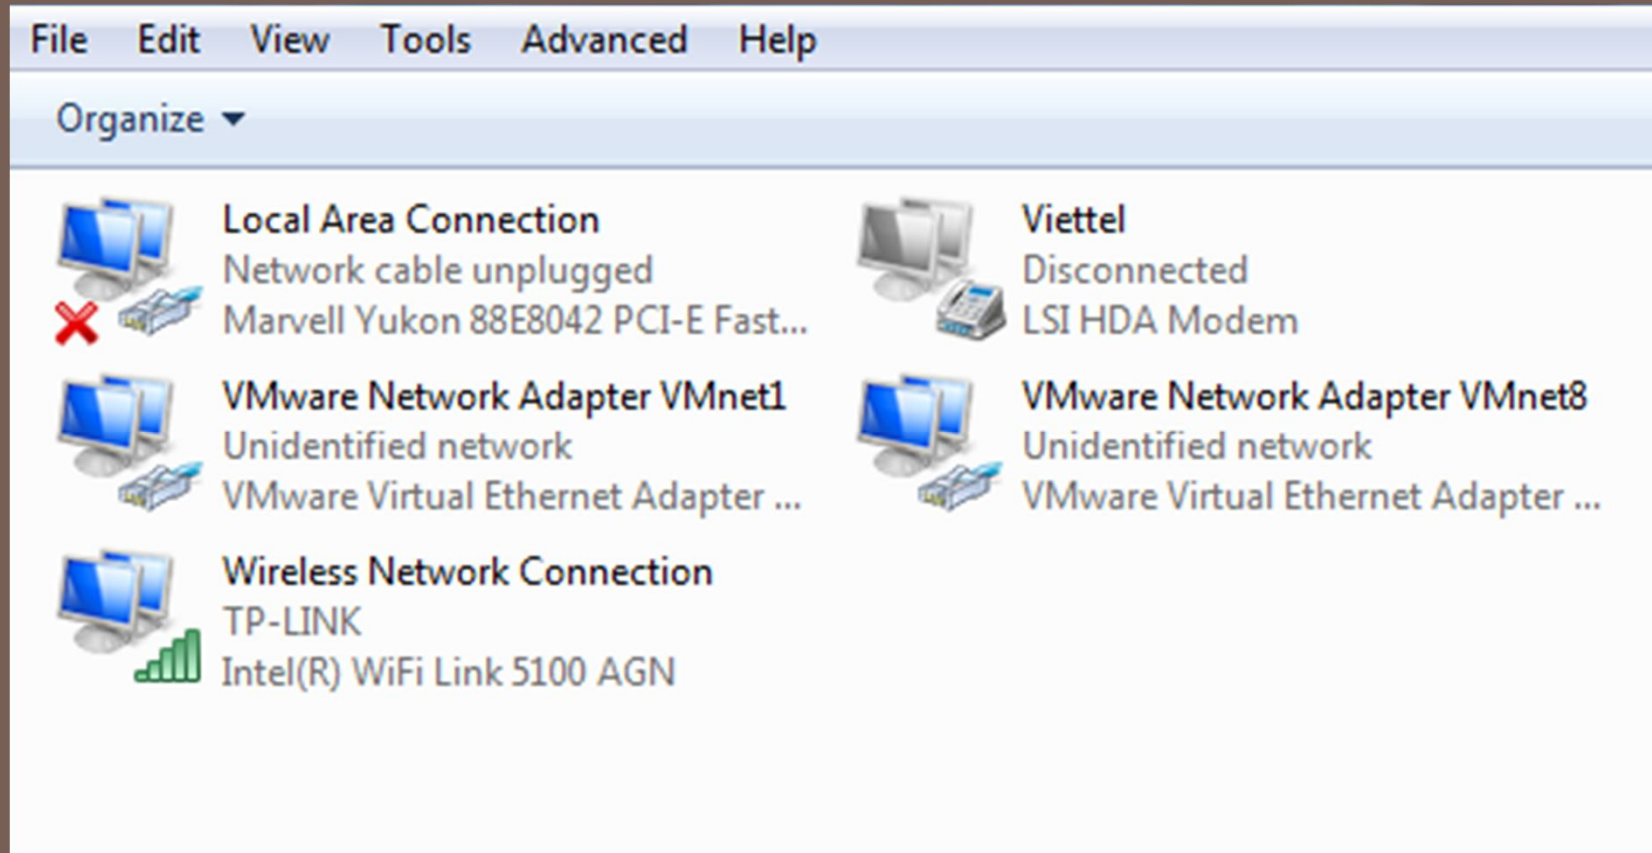 File Edit View Tools Advanced Help
Organize
Local Area Connection
Network cable unplugged
Marvell Yukon 88E8042 PCI-E Fast...
Viettel
Disconnected
LSI HDA Modem
VMware Network Adapter VMnet1
Unidentified network
VMware Virtual Ethernet Adapter ...
VMware Network Adapter VMnet8
Unidentified network
VMware Virtual Ethernet Adapter ...
Wireless Network Connection
TP-LINK
Intel(R) WiFi Link 5100 AGN